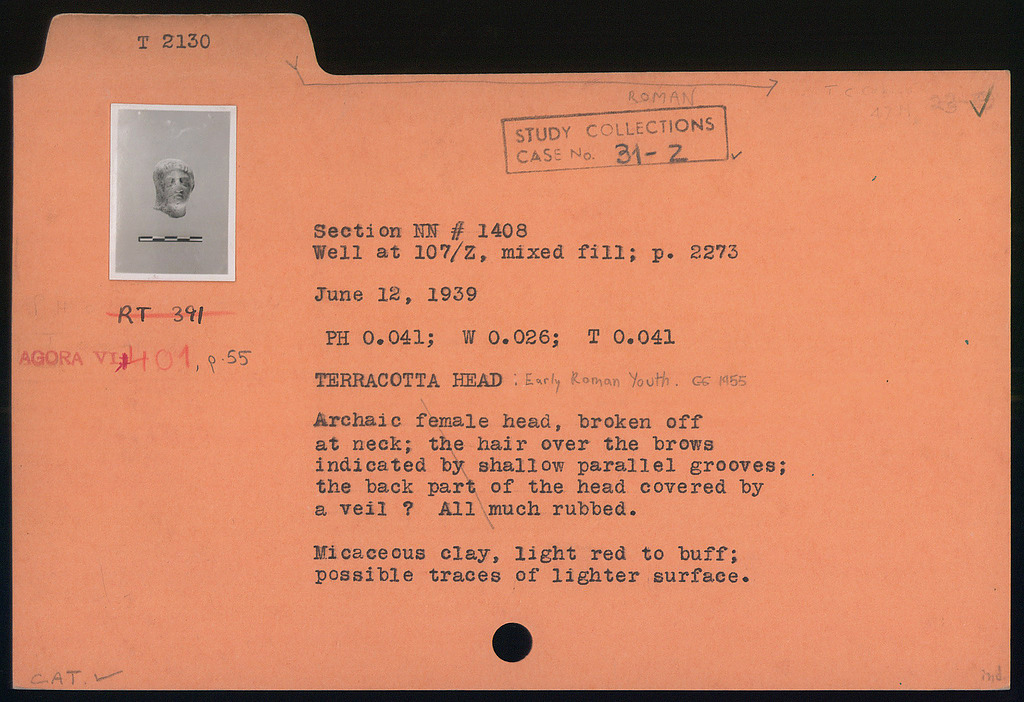 T 2130
ROMAN
STUDY COLLECTIONS
CASE No. 31-Z
Section NN # 1408
Well at 107/Z, mixed fill; p. 2273
June 12, 1939
RT 391
PH 0.041; W 0.026; T 0.041
AGORA VI, 401, p.55
TERRACOTTA HEAD : Early Roman Youth. CG 1955
Archaic female head, broken off
at neck; the hair over the brows
indicated by shallow parallel grooves;
the back part of the head covered by
a veil ? All much rubbed.
Micaceous clay, light red to buff;
possible traces of lighter surface.
CAT.
ind.